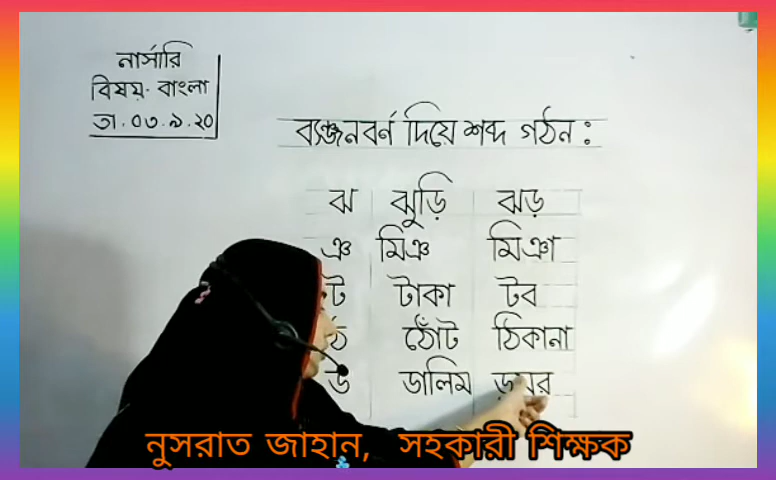 নার্সারি
বিষয়- বাংলা
তা. ০৩.৯.২০
ব্যঞ্জনবর্ন দিয়ে শব্দ গঠন :
ঝ ঝুড়ি ঝড়
ঞ মিঞ মিঞা
ট টাকা টব
ঠ ঠোঁট ঠিকানা
ড ডালিম
নুসরাত জাহান, সহকারী শিক্ষক